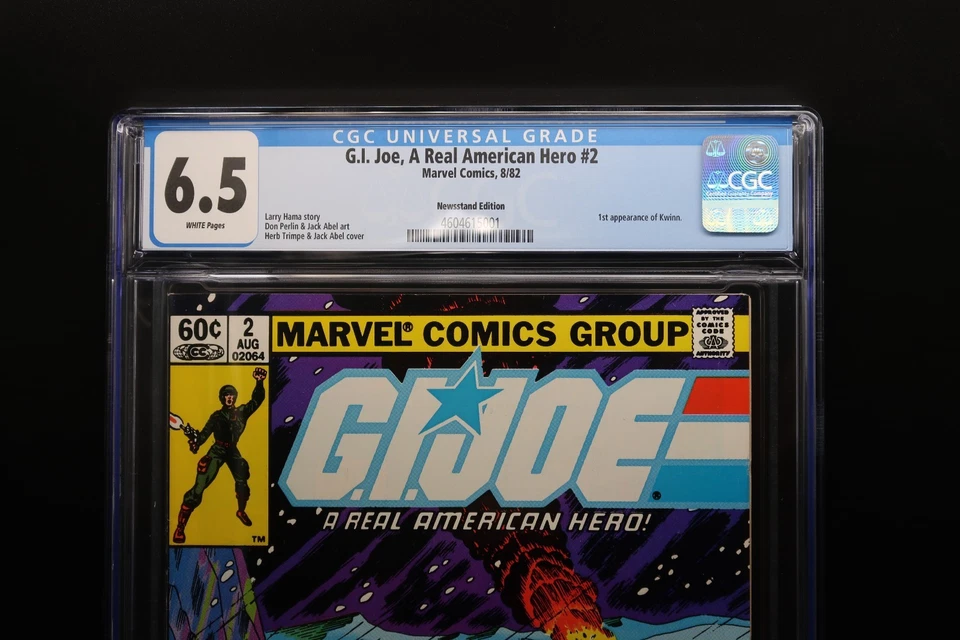 CGC UNIVERSAL GRADE
G.I. Joe, A Real American Hero #2
Marvel Comics, 8/82
6.5
WHITE Pages
Newsstand Edition
4604615001
Larry Hama story
Don Perlin & Jack Abel art
Herb Trimpe & Jack Abel cover
1st appearance of Kwinn.
CGC
60¢
CC
2
AUG
02064
MARVEL® COMICS GROUP
APPROVED
BY THE
COMICS
CODE
AUTHORITY
G.I.JOE®
A REAL AMERICAN HERO!
TM